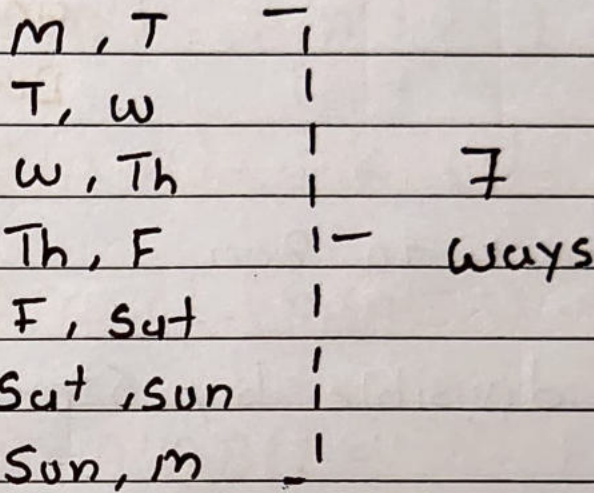 M, T
T, W
W, Th
7
Th, F
ways
F, Sat
Sat, Sun
Sun, M